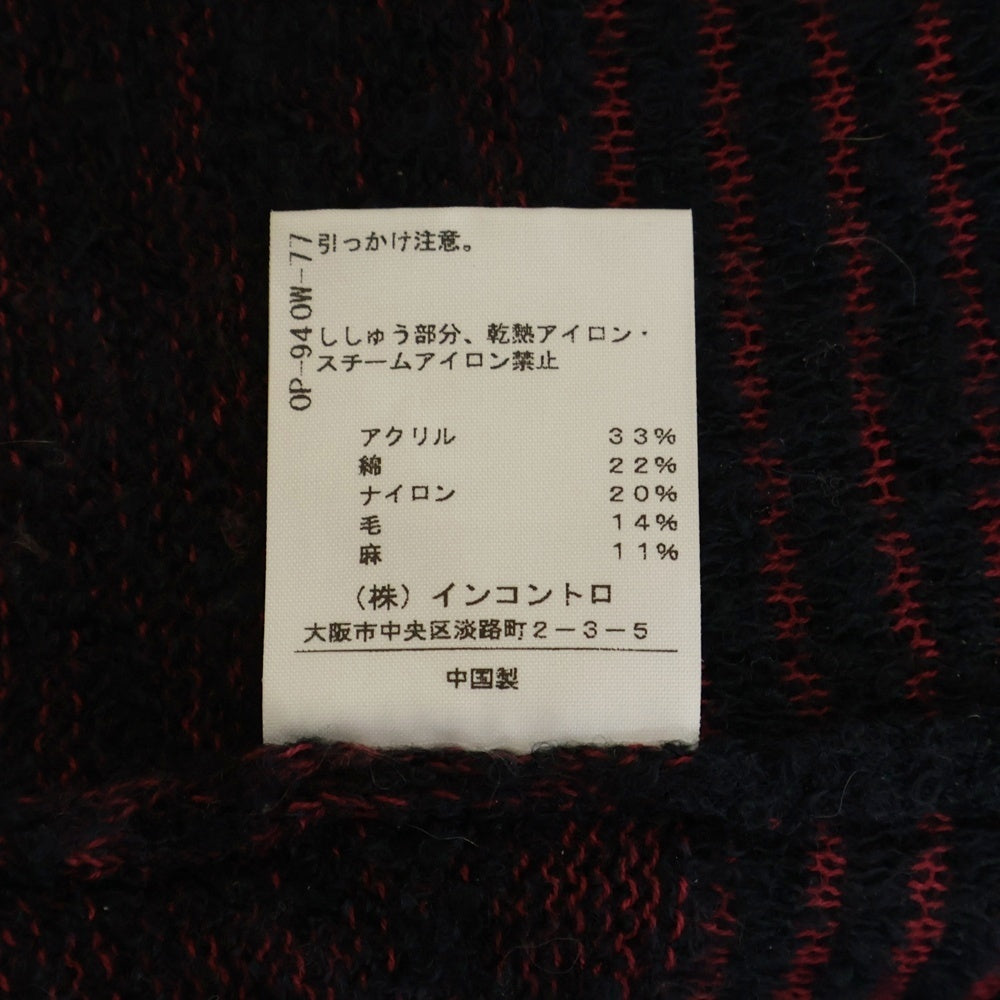 引っかけ注意。
OP-940W-77
ししゅう部分、乾熱アイロン・
スチームアイロン禁止
アクリル 33%
綿 22%
ナイロン 20%
毛 14%
麻 11%
(株)インコントロ
大阪市中央区淡路町2-3-5
中国製